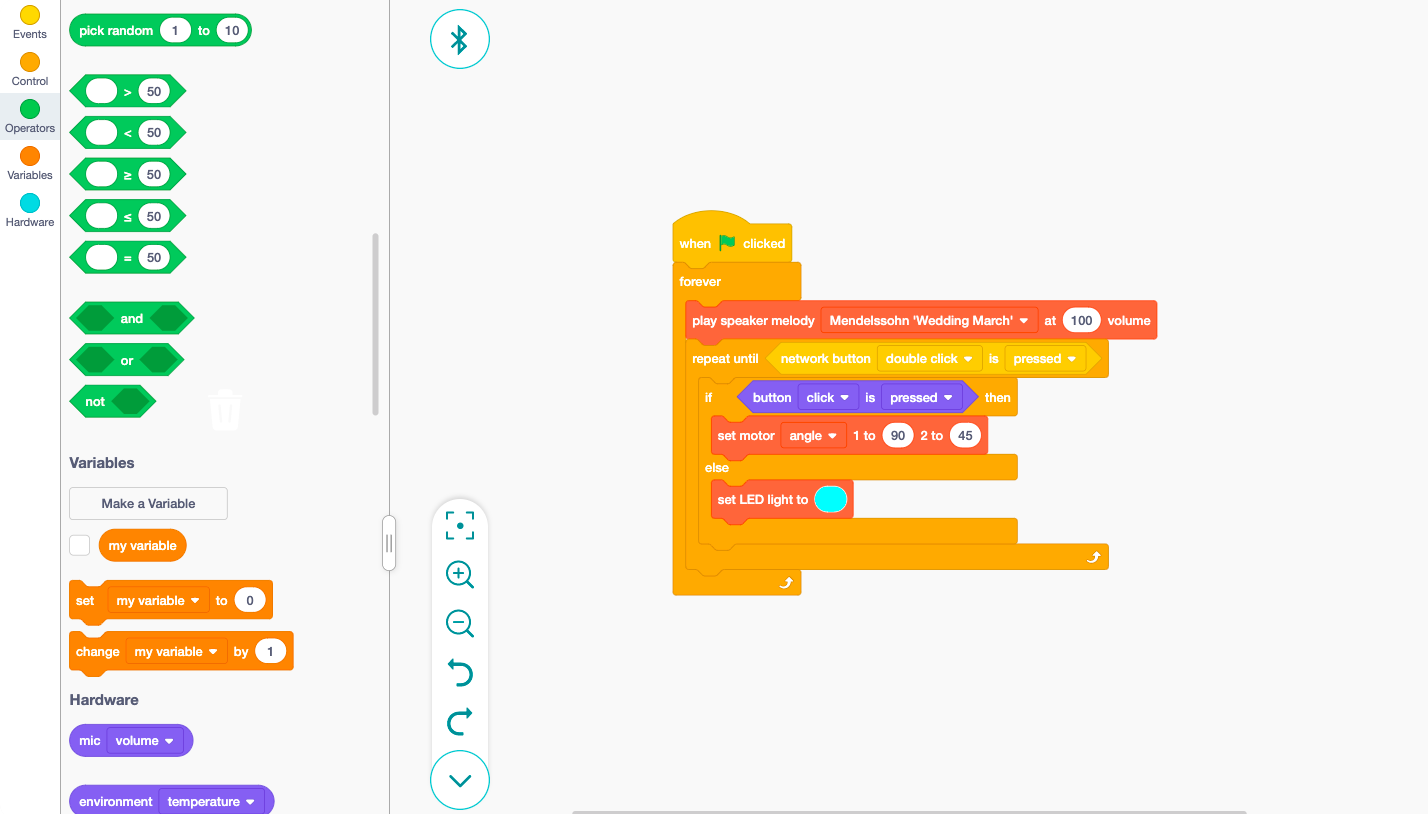 Events
Control
Operators
Variables
Hardware
pick random 1 to 10
> 50
< 50
≥ 50
≤ 50
= 50
and
or
not
Variables
Make a Variable
my variable
set my variable to 0
change my variable by 1
Hardware
mic volume
environment temperature
when clicked
forever
play speaker melody Mendelssohn 'Wedding March' at 100 volume
repeat until network button double click is pressed
if button click is pressed then
set motor angle 1 to 90 2 to 45
else
set LED light to